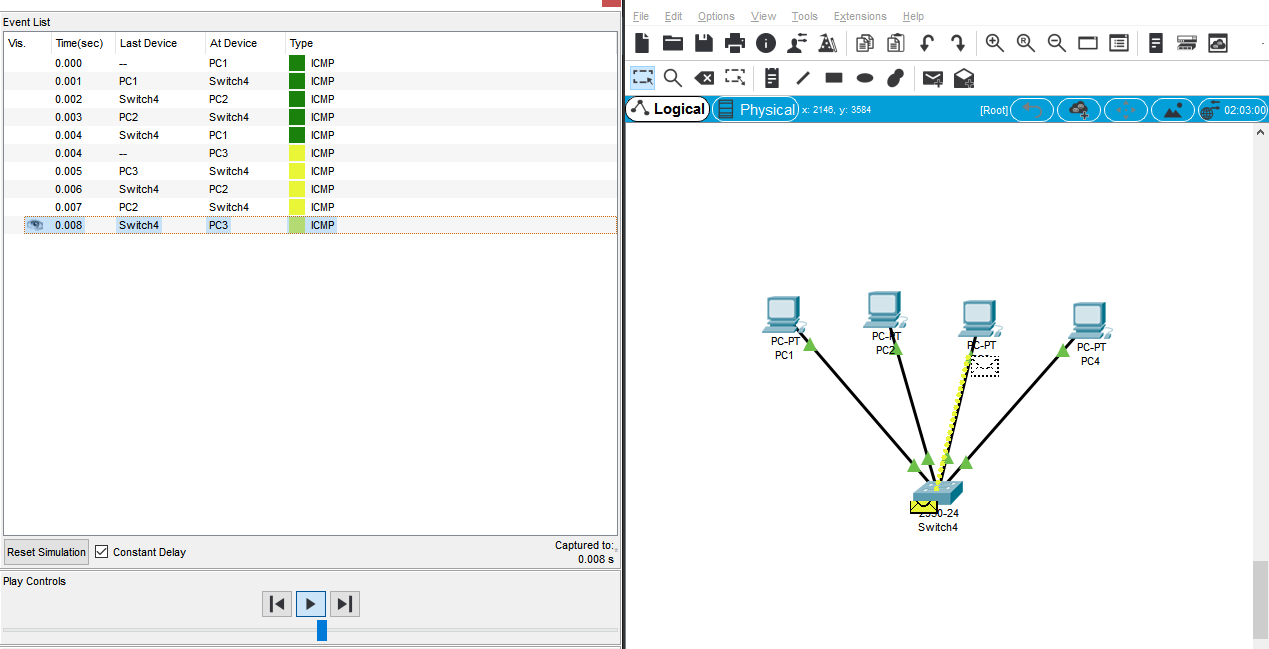 Event List
Vis. Time(sec) Last Device At Device Type
0.000 -- PC1 ICMP
0.001 PC1 Switch4 ICMP
0.002 Switch4 PC2 ICMP
0.003 PC2 Switch4 ICMP
0.004 Switch4 PC1 ICMP
0.004 -- PC3 ICMP
0.005 PC3 Switch4 ICMP
0.006 Switch4 PC2 ICMP
0.007 PC2 Switch4 ICMP
0.008 Switch4 PC3 ICMP
Reset Simulation Constant Delay
Captured to:
0.008 s
Play Controls
File Edit Options View Tools Extensions Help
Logical Physical x: 2146, y: 3584 [Root] 02:03:00
PC-PT
PC1
PC-PT
PC2
PC-PT
PC-PT
PC4
2950-24
Switch4